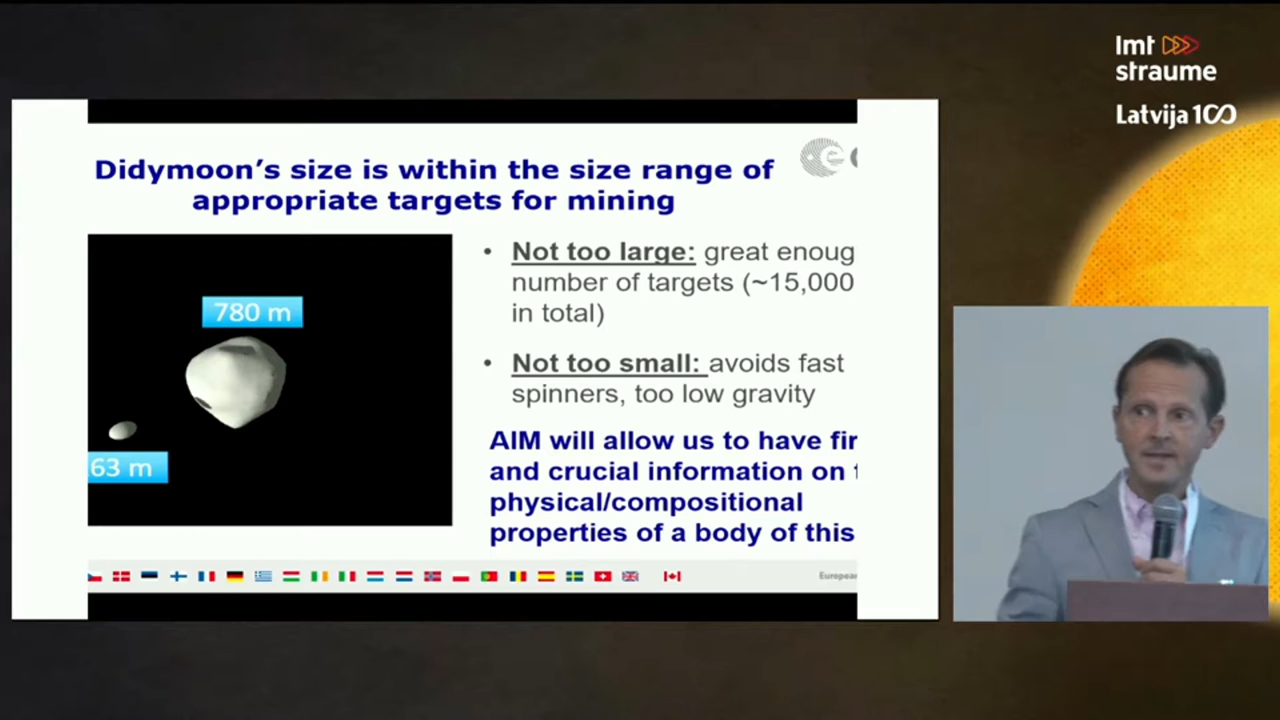 lmt
straume
Latvija 100
Didymoon's size is within the size range of
appropriate targets for mining
780 m
63 m
• Not too large: great enoug
number of targets (~15,000
in total)
• Not too small: avoids fast
spinners, too low gravity
AIM will allow us to have fir
and crucial information on t
physical/compositional
properties of a body of this
European